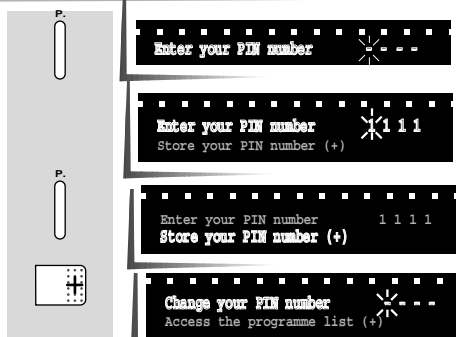 P.
Enter your PIN number - - - -
Enter your PIN number 1 1 1 1
Store your PIN number (+)
P.
Enter your PIN number 1 1 1 1
Store your PIN number (+)
+
Change your PIN number - - - -
Access the programme list (+)